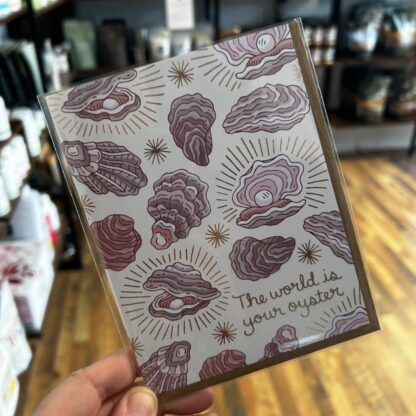 The world is
your oyster